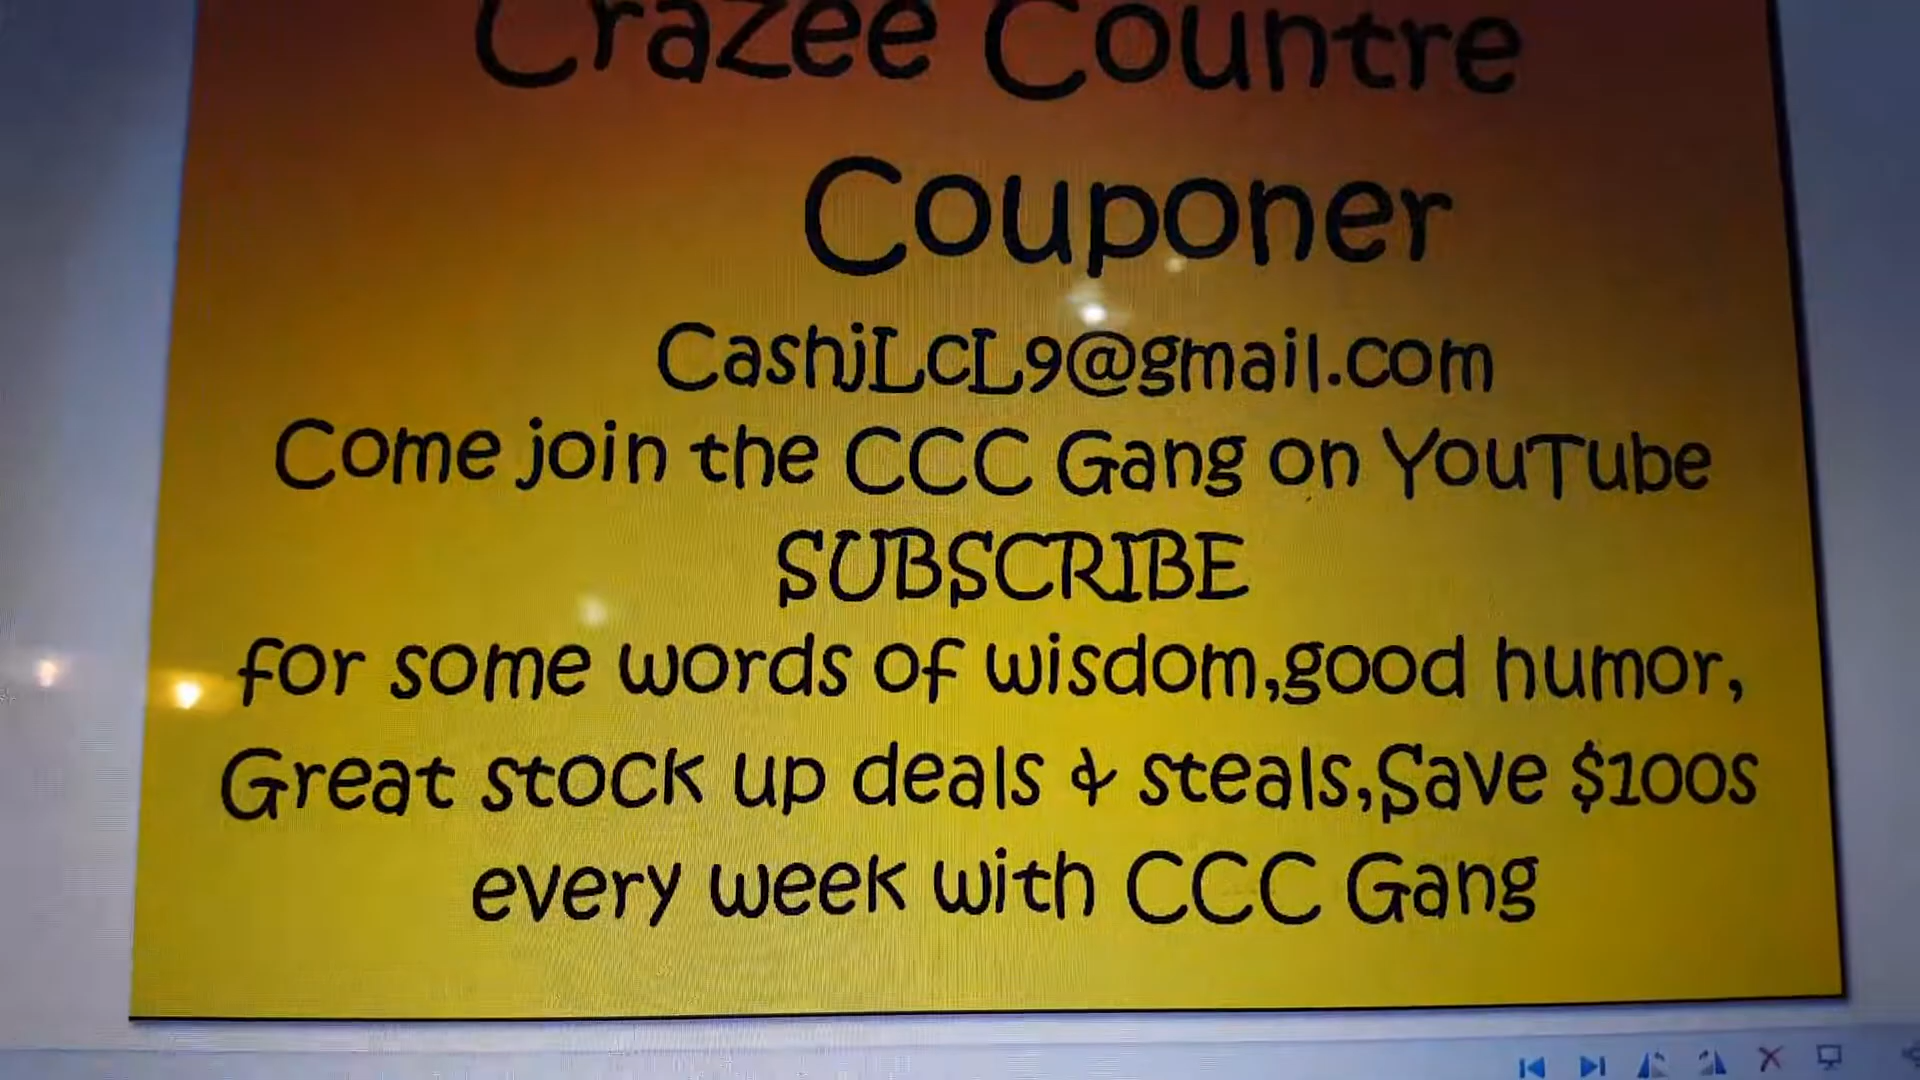 Crazee Countre
Couponer
CashjLcL9@gmail.com
Come join the CCC Gang on YouTube
SUBSCRIBE
for some words of wisdom,good humor,
Great stock up deals & steals,Save $100s
every week with CCC Gang